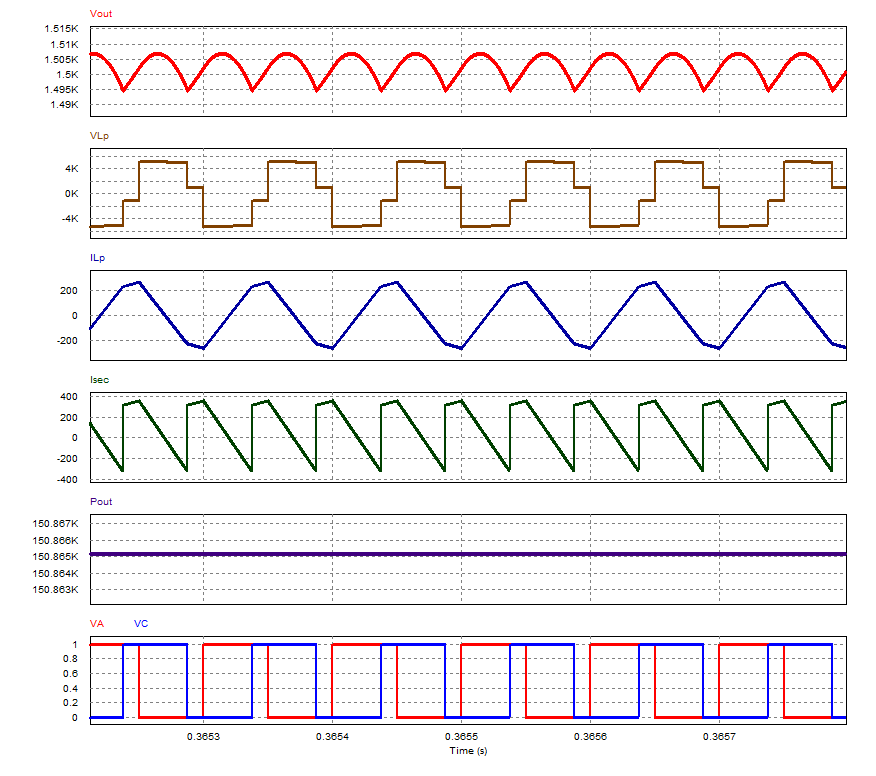 Vout
1.515K
1.51K
1.505K
1.5K
1.495K
1.49K
VLp
4K
0K
-4K
ILp
200
0
-200
Isec
400
200
0
-200
-400
Pout
150.867K
150.866K
150.865K
150.864K
150.863K
VA VC
1
0.8
0.6
0.4
0.2
0
0.3653 0.3654 0.3655 0.3656 0.3657
Time (s)